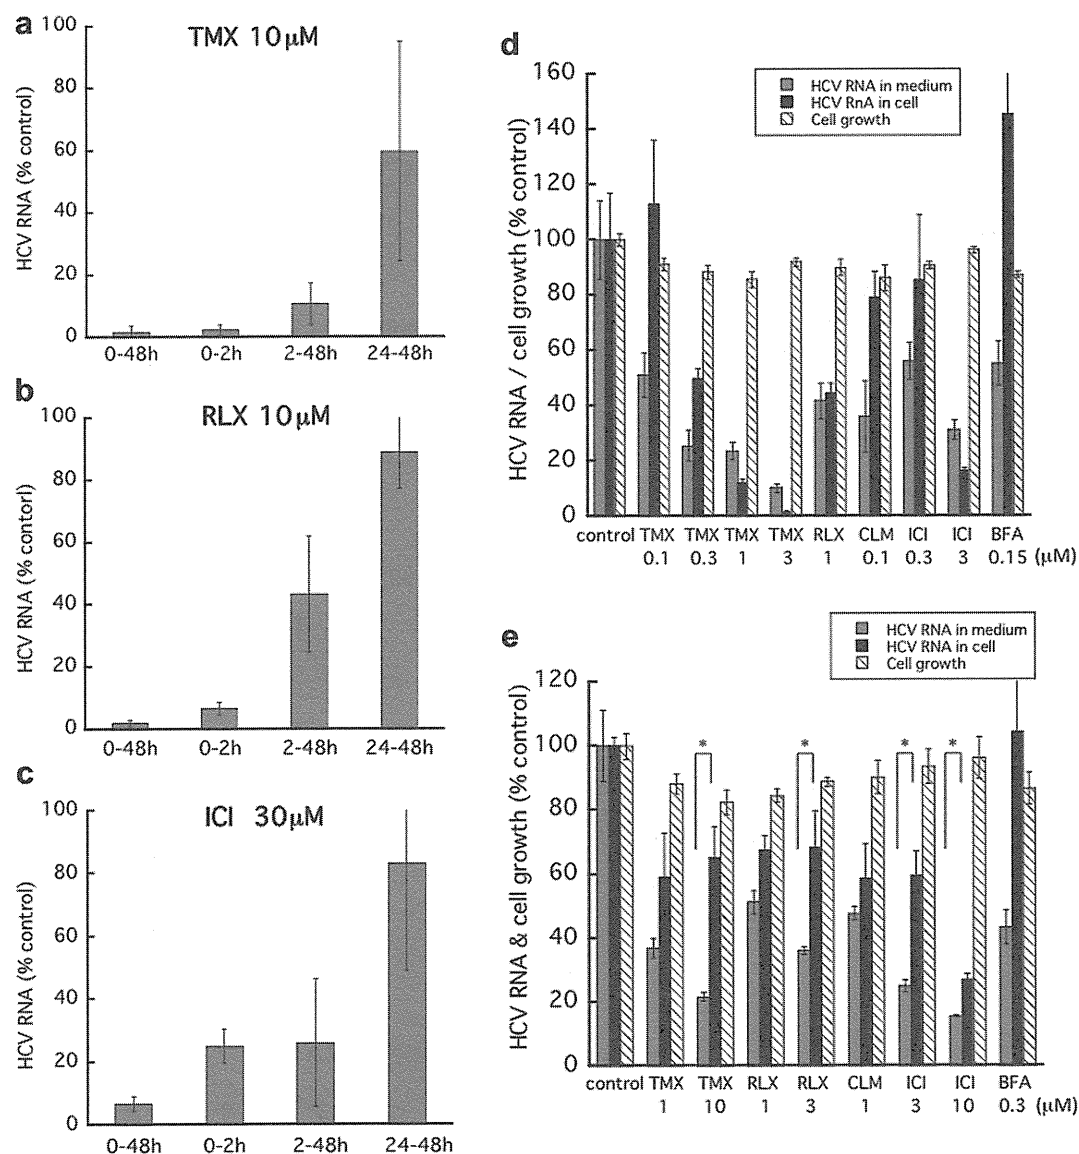 a
TMX 10μM
HCV RNA (% control)
100
80
60
40
20
0
0-48h 0-2h 2-48h 24-48h
b
RLX 10μM
HCV RNA (% contorl)
100
80
60
40
20
0
0-48h 0-2h 2-48h 24-48h
c
ICI 30μM
HCV RNA (% control)
100
80
60
40
20
0
0-48h 0-2h 2-48h 24-48h
d
HCV RNA in medium
HCV RnA in cell
Cell growth
HCV RNA / cell growth (% control)
160
140
120
100
80
60
40
20
0
control TMX TMX TMX TMX RLX CLM ICI ICI BFA
0.1 0.3 1 3 1 0.1 0.3 3 0.15 (μM)
e
HCV RNA in medium
HCV RNA in cell
Cell growth
HCV RNA & cell growth (% control)
120
100
80
60
40
20
0
* * * *
control TMX TMX RLX RLX CLM ICI ICI BFA
1 10 1 3 1 3 10 0.3 (μM)